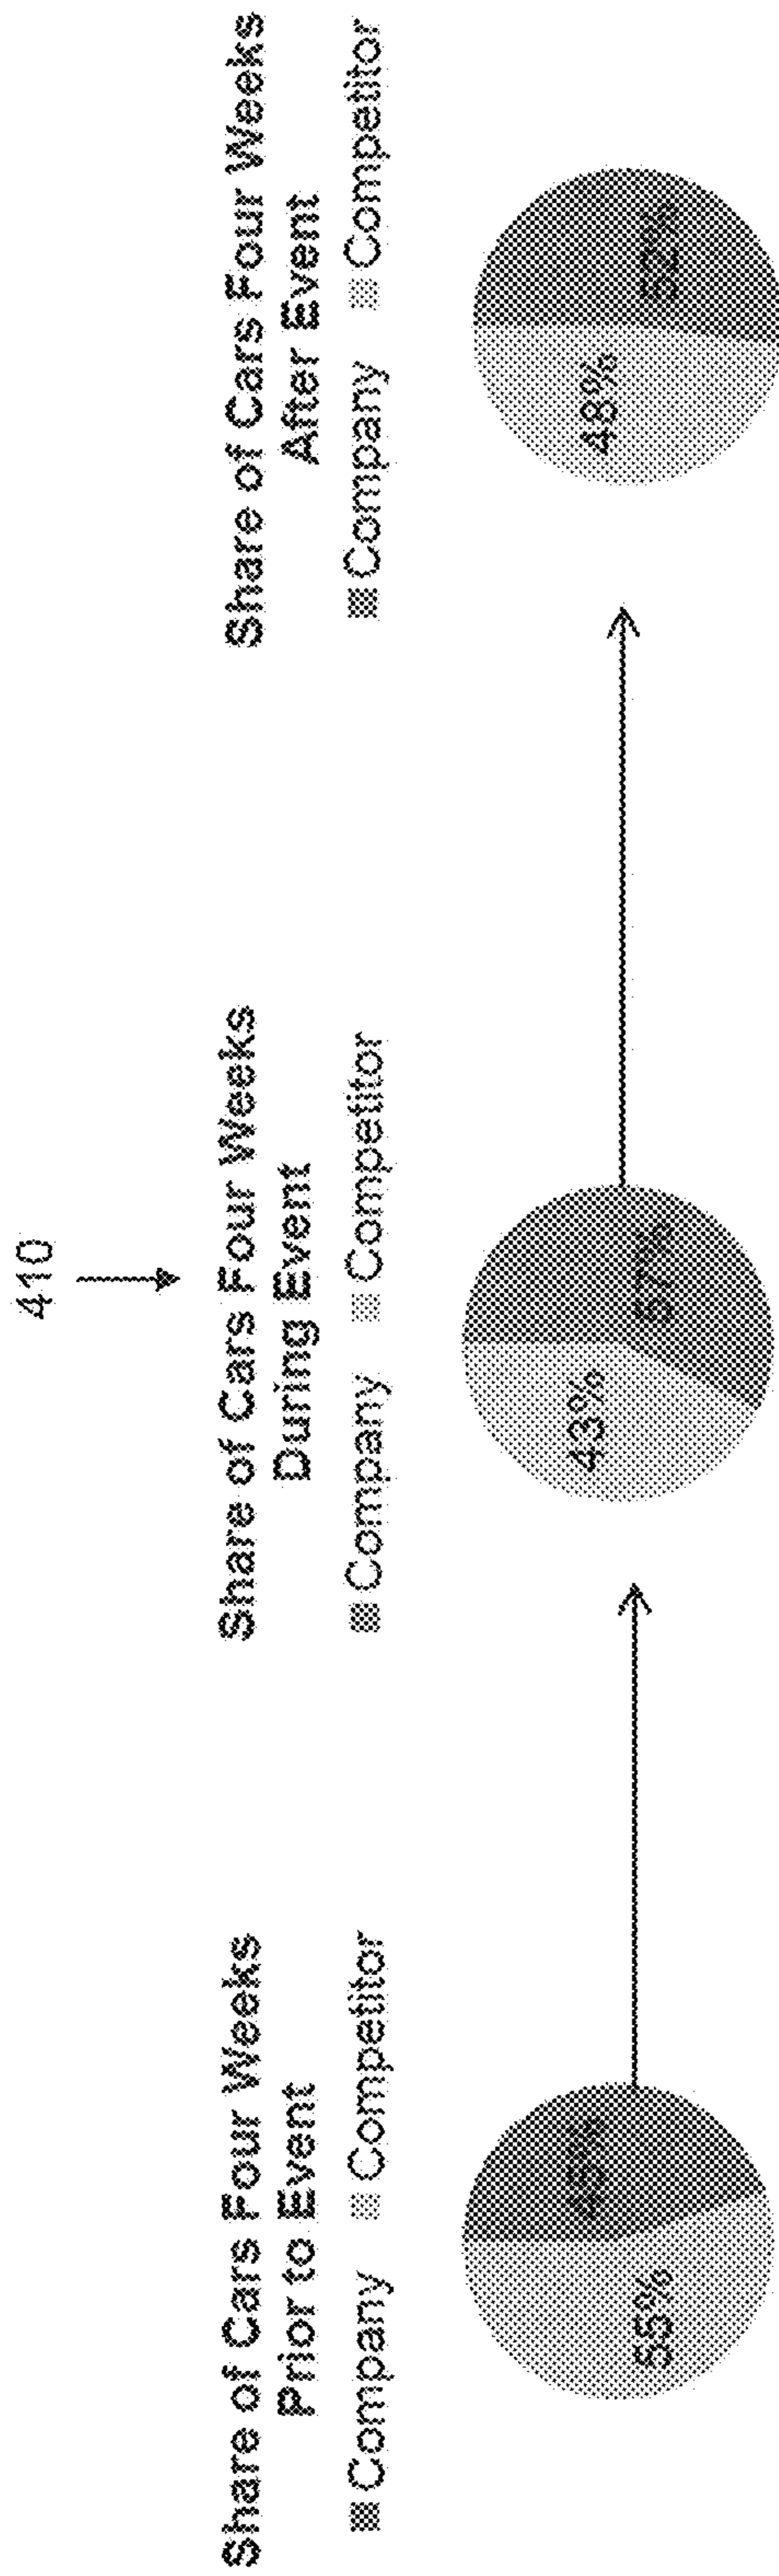 410
Share of Cars Four Weeks
Prior to Event
Company Competitor
45%
55%
Share of Cars Four Weeks
During Event
Company Competitor
57%
43%
Share of Cars Four Weeks
After Event
Company Competitor
52%
48%